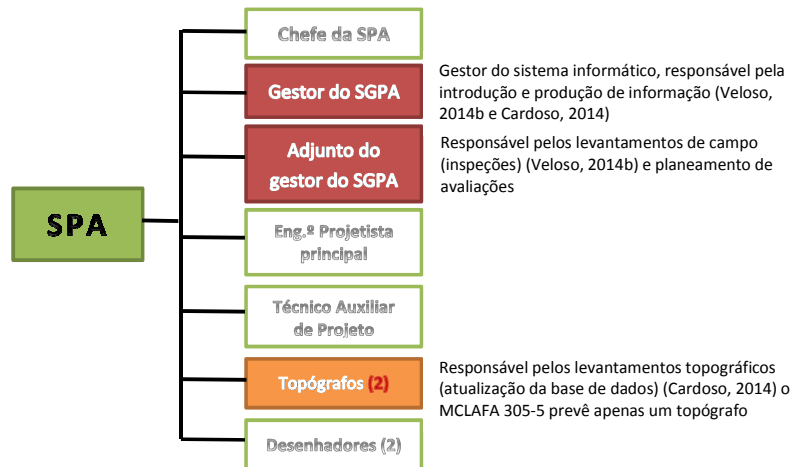 Chefe da SPA
Gestor do SGPA
Gestor do sistema informático, responsável pela
introdução e produção de informação (Veloso,
2014b e Cardoso, 2014)
Adjunto do
gestor do SGPA
Responsável pelos levantamentos de campo
(inspeções) (Veloso, 2014b) e planeamento de
avaliações
SPA
Eng.º Projetista
principal
Técnico Auxiliar
de Projeto
Topógrafos (2)
Responsável pelos levantamentos topográficos
(atualização da base de dados) (Cardoso, 2014) o
MCLAFA 305-5 prevê apenas um topógrafo
Desenhadores (2)